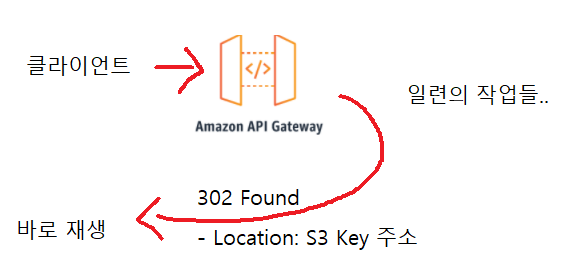 클라이언트
Amazon API Gateway
일련의 작업들..
302 Found
바로 재생
- Location: S3 Key 주소